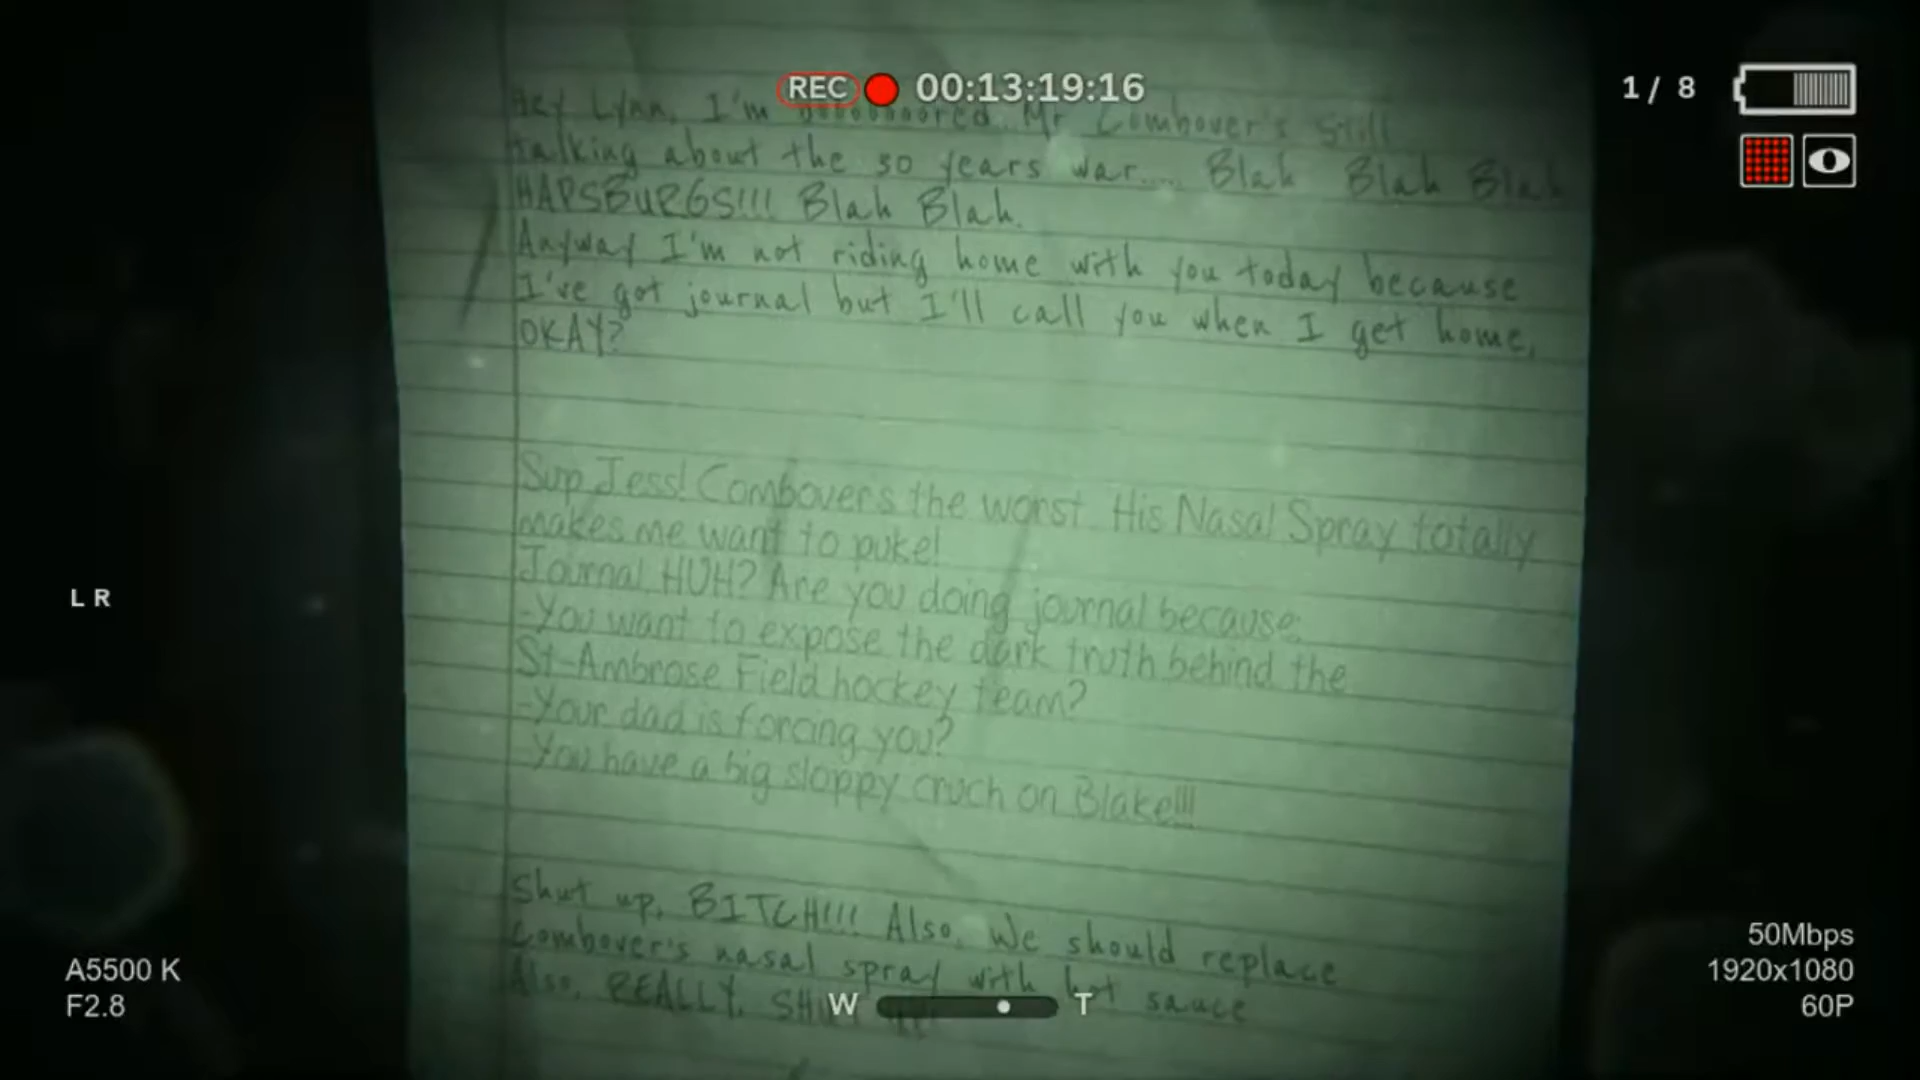 REC 00:13:19:16
1 / 8
Hey Lynn, I'm booooooored. Mr Combover's still
talking about the 30 years war.... Blah Blah Blah
HAPSBURGS!!! Blah Blah.
Anyway I'm not riding home with you today because
I've got journal but I'll call you when I get home,
OKAY?
Sup Jess! Combovers the worst. His Nasal Spray totally
makes me want to puke!
Journal, HUH? Are you doing journal because:
-You want to expose the dark truth behind the
St-Ambrose Field hockey team?
-Your dad is forcing you?
-You have a big sloppy cruch on Blake!!!
Shut up, BITCH!!! Also, We should replace
Combover's nasal spray with hot sauce
Also, REALLY, SHUT
L R
A5500 K
F2.8
W T
50Mbps
1920x1080
60P